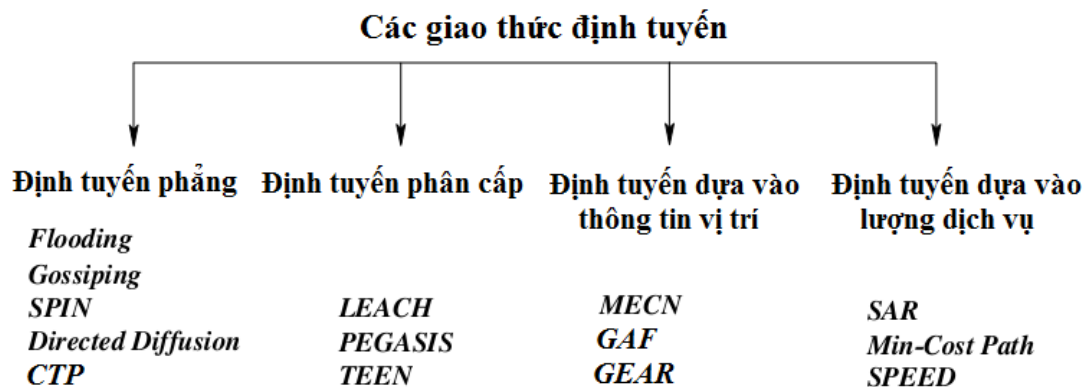 Các giao thức định tuyến
Định tuyến phẳng
Flooding
Gossiping
SPIN
Directed Diffusion
CTP
Định tuyến phân cấp
LEACH
PEGASIS
TEEN
Định tuyến dựa vào
thông tin vị trí
MECN
GAF
GEAR
Định tuyến dựa vào
lượng dịch vụ
SAR
Min-Cost Path
SPEED